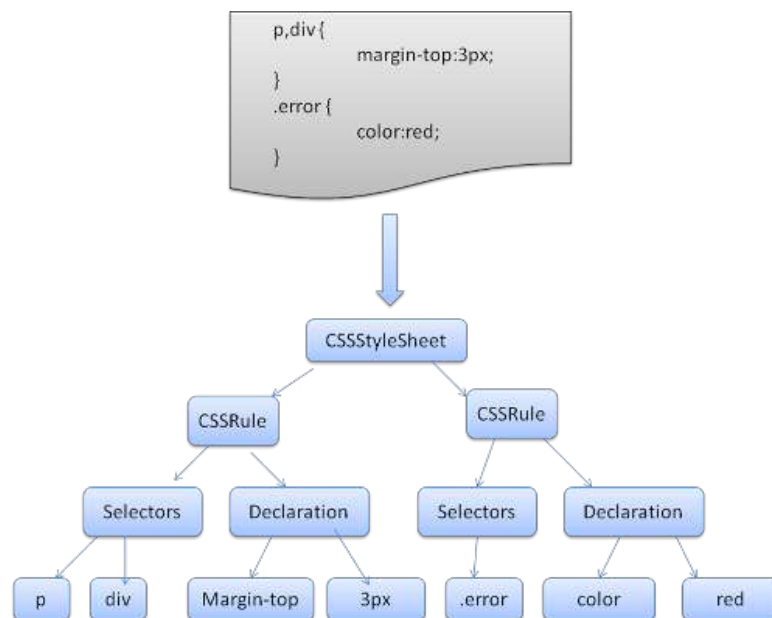 p,div {
margin-top:3px;
}
.error {
color:red;
}
CSSStyleSheet
CSSRule
CSSRule
Selectors
Declaration
Selectors
Declaration
p
div
Margin-top
3px
.error
color
red